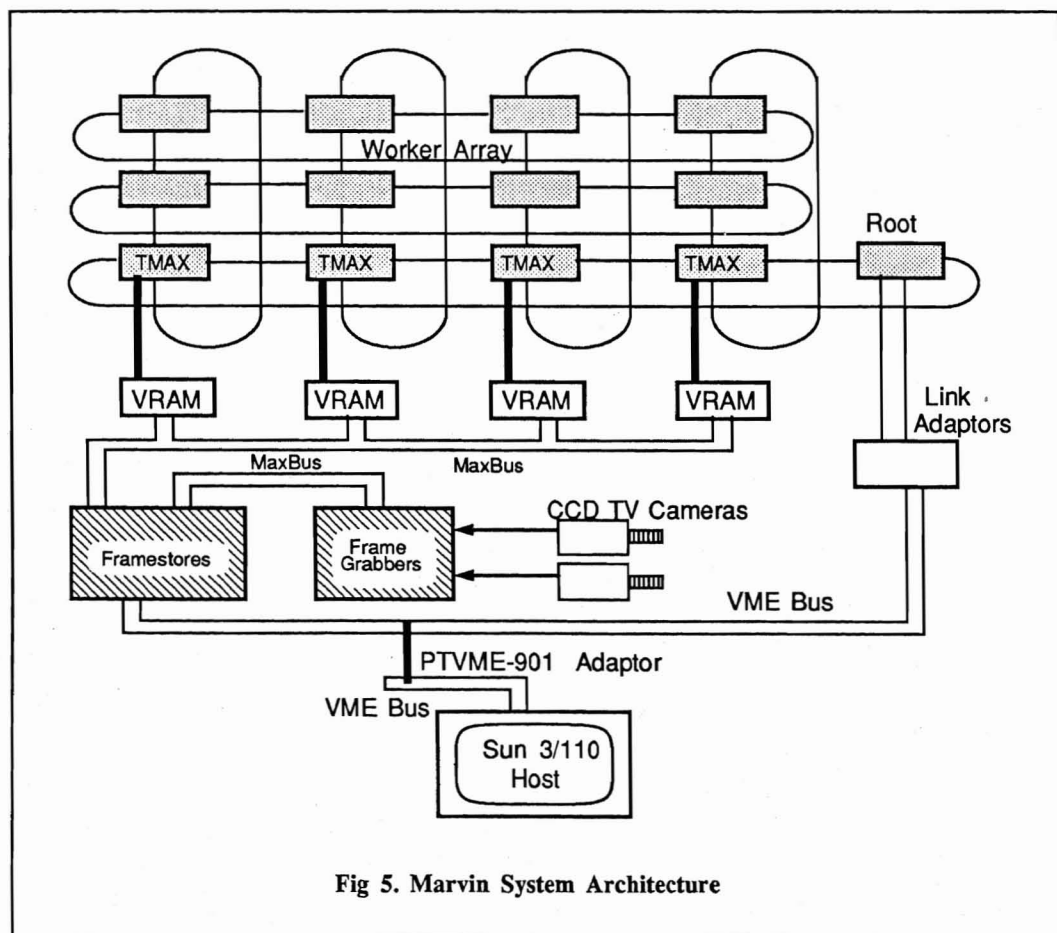 Worker Array
Root
TMAX TMAX TMAX TMAX
VRAM VRAM VRAM VRAM
Link
Adaptors
MaxBus MaxBus
CCD TV Cameras
Framestores
Frame
Grabbers
VME Bus
PTVME-901 Adaptor
VME Bus
Sun 3/110
Host
Fig 5. Marvin System Architecture